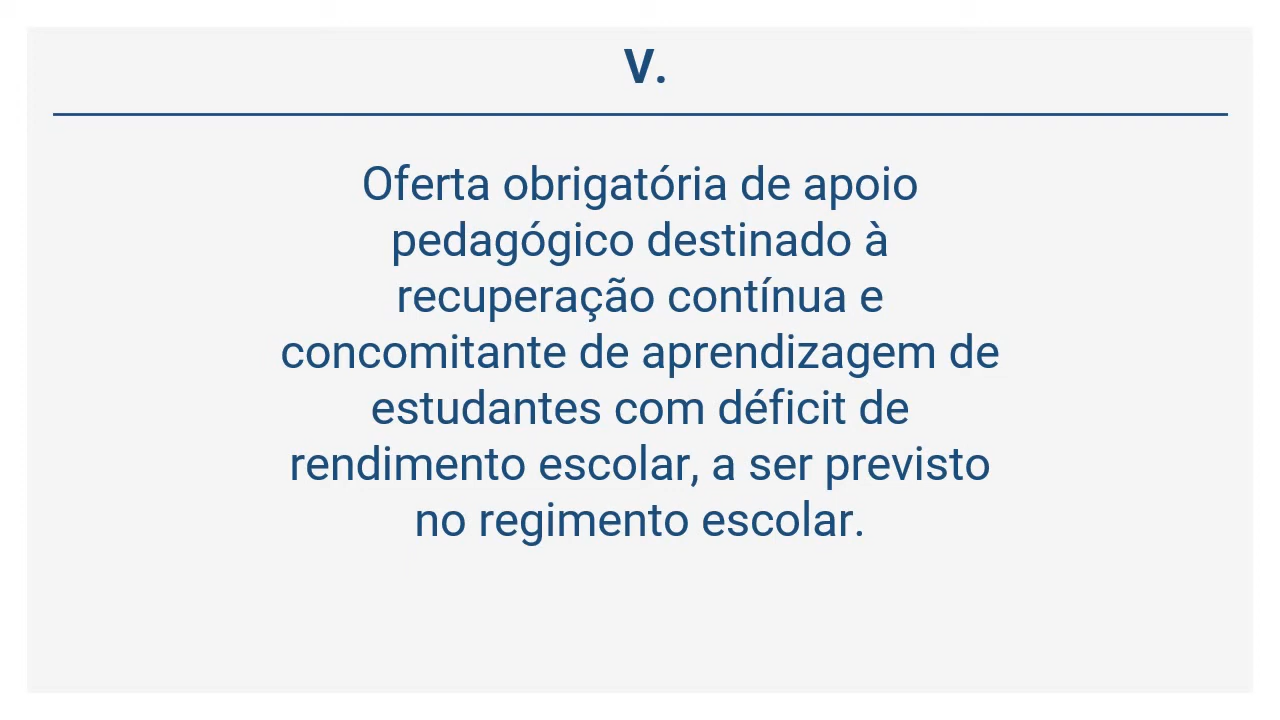 V.
Oferta obrigatória de apoio
pedagógico destinado à
recuperação contínua e
concomitante de aprendizagem de
estudantes com déficit de
rendimento escolar, a ser previsto
no regimento escolar.